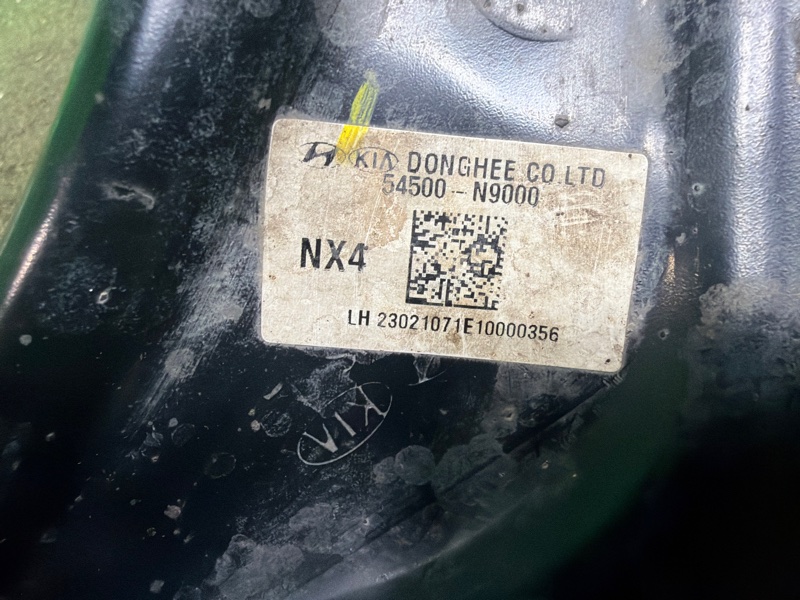 H KIA DONGHEE CO.LTD
54500-N9000
NX4
LH 23021071E10000356
KIA